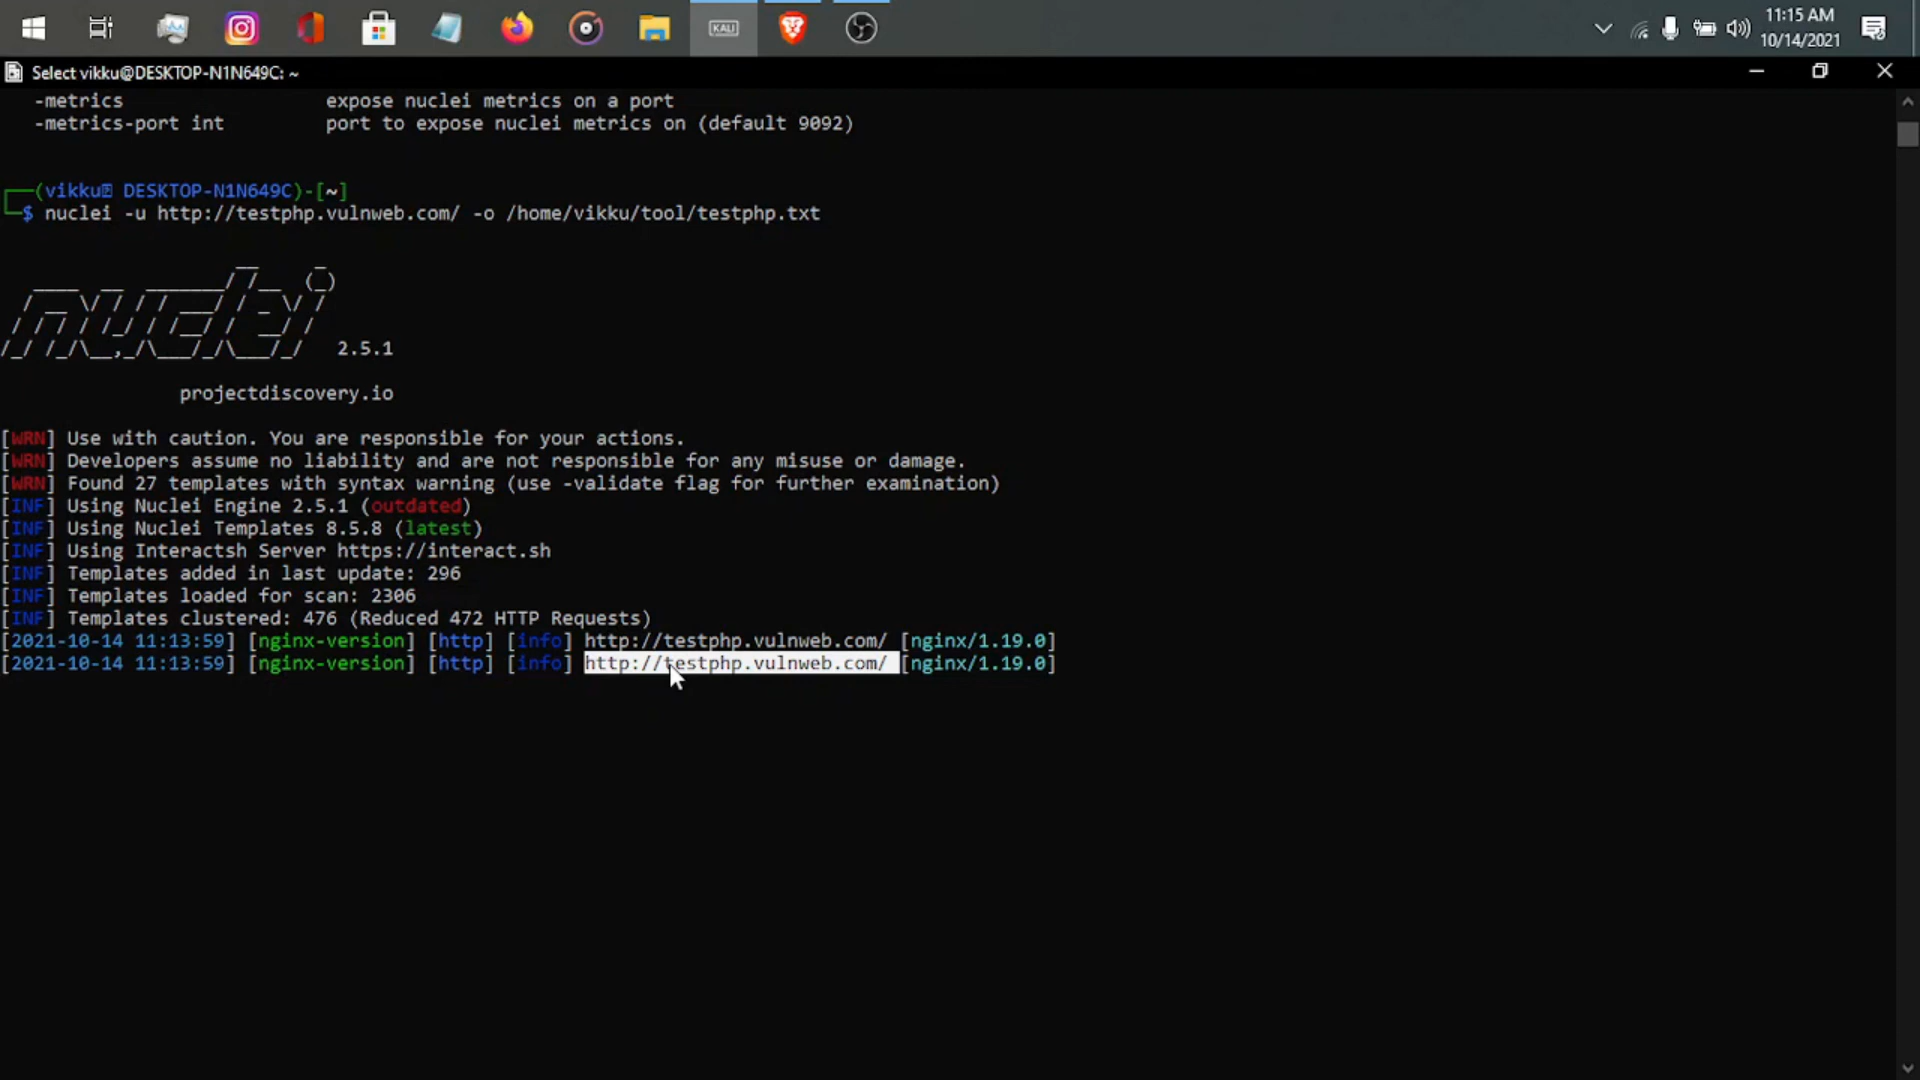 KALI
11:15 AM
10/14/2021
Select vikku@DESKTOP-N1N649C: ~
-metrics expose nuclei metrics on a port
-metrics-port int port to expose nuclei metrics on (default 9092)
(vikku DESKTOP-N1N649C)-[~]
$ nuclei -u http://testphp.vulnweb.com/ -o /home/vikku/tool/testphp.txt
nuclei 2.5.1
projectdiscovery.io
[WRN] Use with caution. You are responsible for your actions.
[WRN] Developers assume no liability and are not responsible for any misuse or damage.
[WRN] Found 27 templates with syntax warning (use -validate flag for further examination)
[INF] Using Nuclei Engine 2.5.1 (outdated)
[INF] Using Nuclei Templates 8.5.8 (latest)
[INF] Using Interactsh Server https://interact.sh
[INF] Templates added in last update: 296
[INF] Templates loaded for scan: 2306
[INF] Templates clustered: 476 (Reduced 472 HTTP Requests)
[2021-10-14 11:13:59] [nginx-version] [http] [info] http://testphp.vulnweb.com/ [nginx/1.19.0]
[2021-10-14 11:13:59] [nginx-version] [http] [info] http://testphp.vulnweb.com/ [nginx/1.19.0]